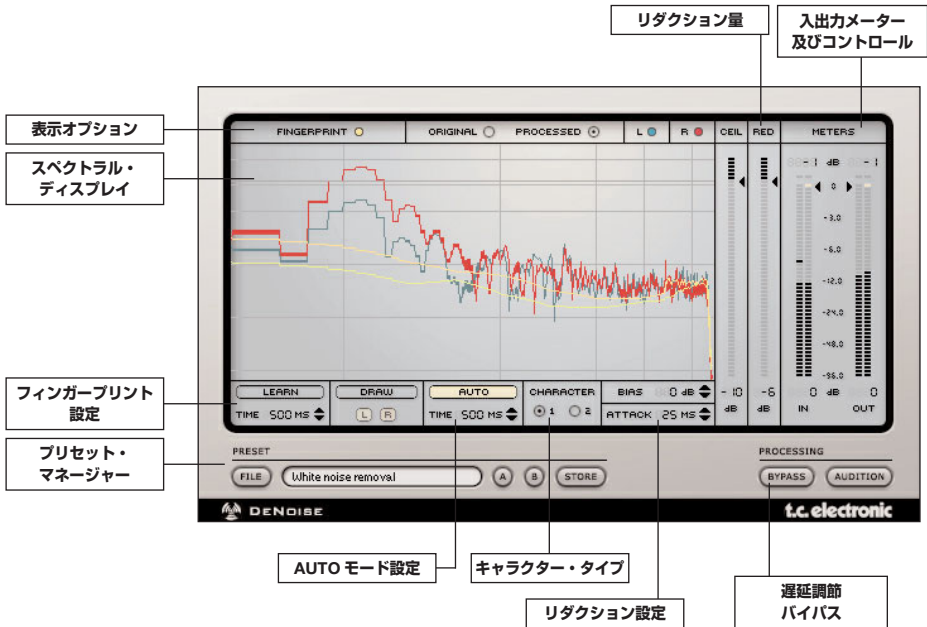 リダクション量
入出力メーター
及びコントロール
表示オプション
スペクトラル・
ディスプレイ
FINGERPRINT
ORIGINAL PROCESSED
L R
CEIL RED
METERS
-1 dB -1
0
-3.0
-6.0
-12.0
-24.0
-48.0
-96.0
0 dB 0
IN OUT
フィンガープリント
設定
LEARN
TIME 500 MS
DRAW
L R
AUTO
TIME 500 MS
CHARACTER
1 2
BIAS 0 dB
ATTACK 25 MS
-10 -6
dB dB
プリセット・
マネージャー
PRESET
FILE White noise removal A B STORE
PROCESSING
BYPASS AUDITION
DENOISE
t.c. electronic
AUTO モード設定
キャラクター・タイプ
リダクション設定
遅延調節
バイパス